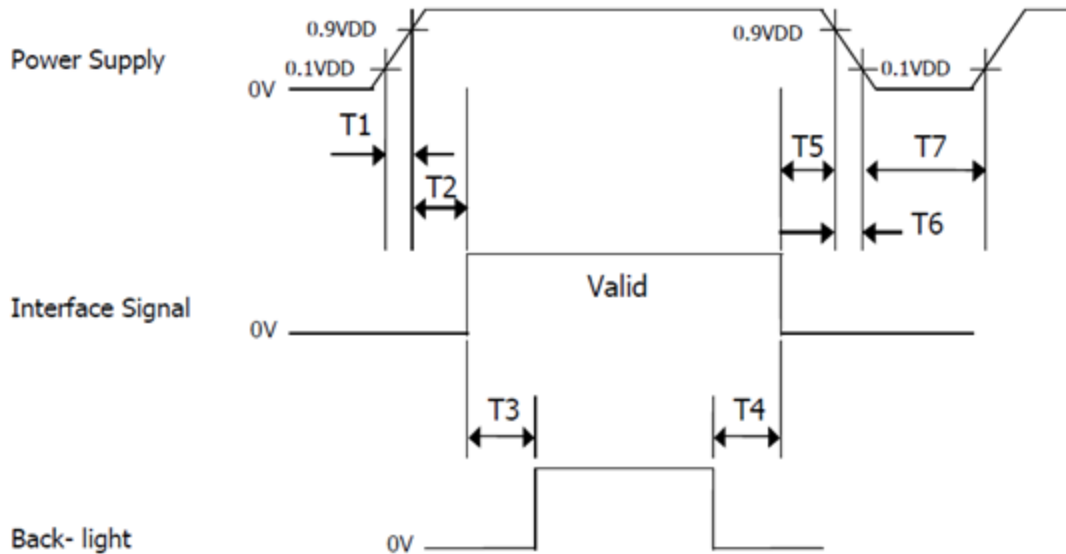 0.9VDD
0.9VDD
Power Supply
0.1VDD
0.1VDD
0V
T1
T5
T7
T2
T6
Valid
Interface Signal
0V
T3
T4
Back- light
0V